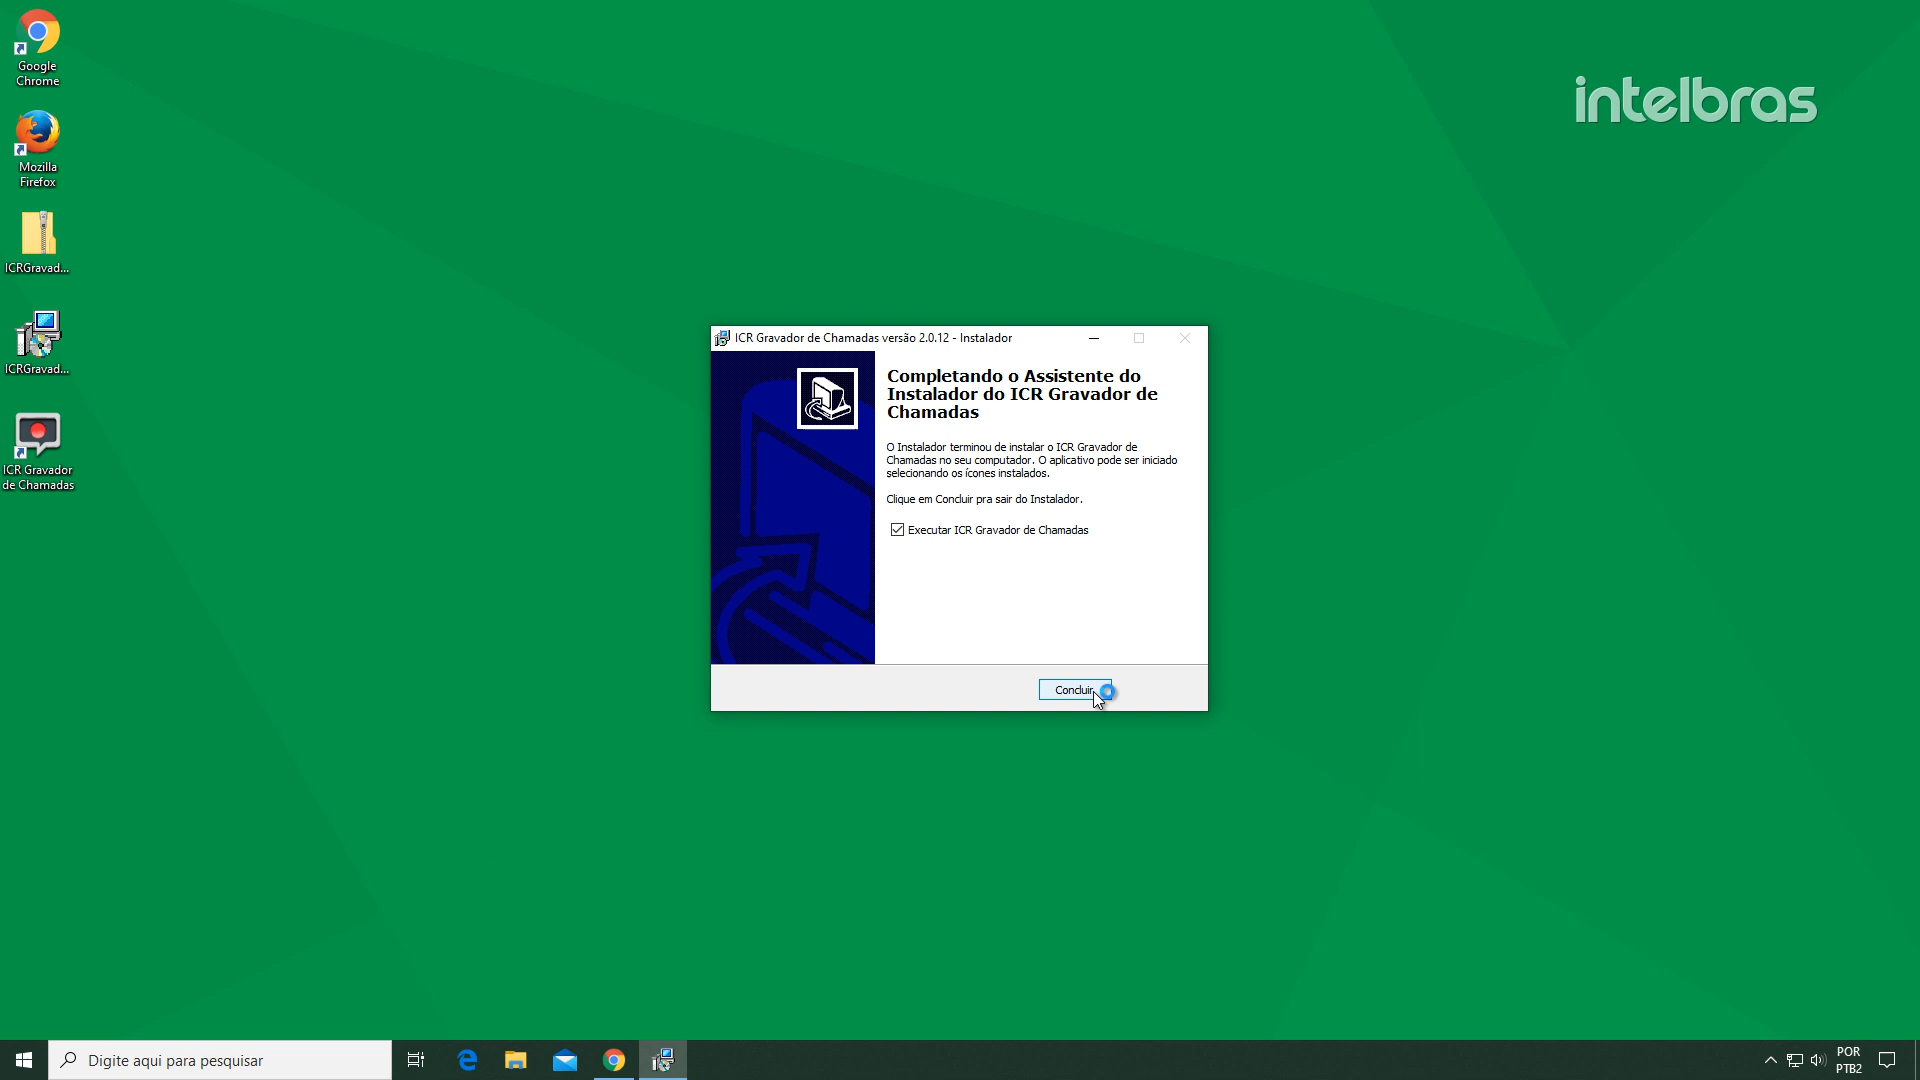 Google
Chrome
Mozilla
Firefox
ICRGravad...
ICRGravad...
ICR Gravador
de Chamadas
intelbras
ICR Gravador de Chamadas versão 2.0.12 - Instalador
Completando o Assistente do
Instalador do ICR Gravador de
Chamadas
O Instalador terminou de instalar o ICR Gravador de
Chamadas no seu computador. O aplicativo pode ser iniciado
selecionando os ícones instalados.
Clique em Concluir pra sair do Instalador.
Executar ICR Gravador de Chamadas
Concluir
Digite aqui para pesquisar
POR
PTB2